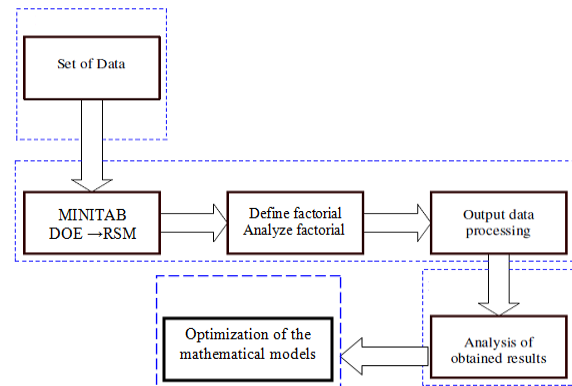 Set of Data
MINITAB
DOE →RSM
Define factorial
Analyze factorial
Output data
processing
Optimization of the
mathematical models
Analysis of
obtained results